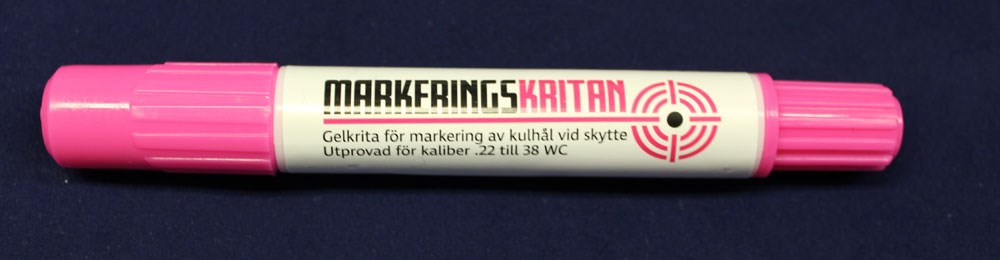 MARKERINGSKRITAN
Gelkrita för markering av kulhål vid skytte
Utprovad för kaliber .22 till 38 WC